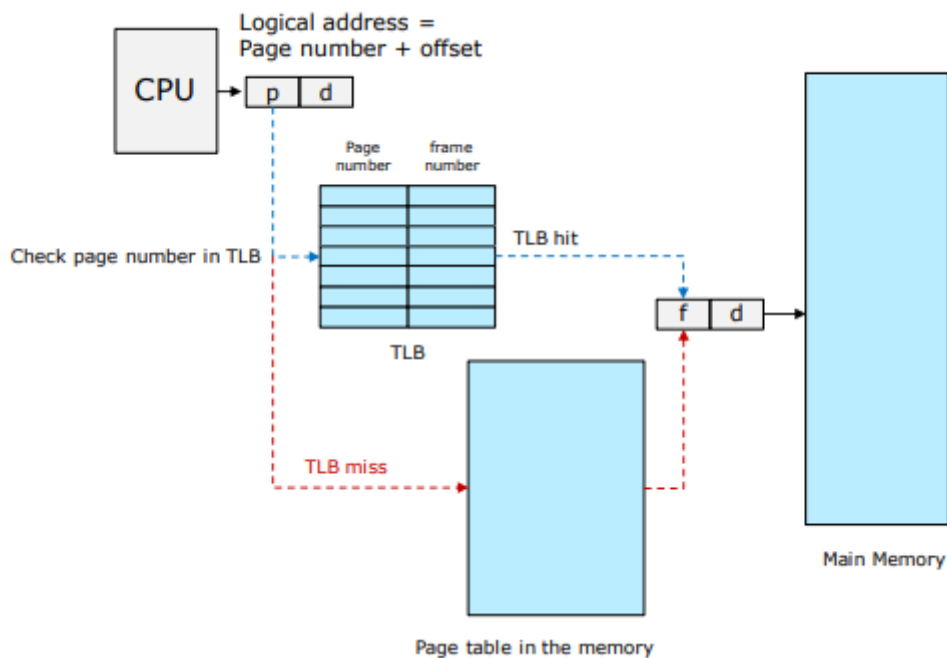 Logical address =
Page number + offset
CPU
p d
Page frame
number number
Check page number in TLB
TLB hit
f d
TLB
TLB miss
Main Memory
Page table in the memory